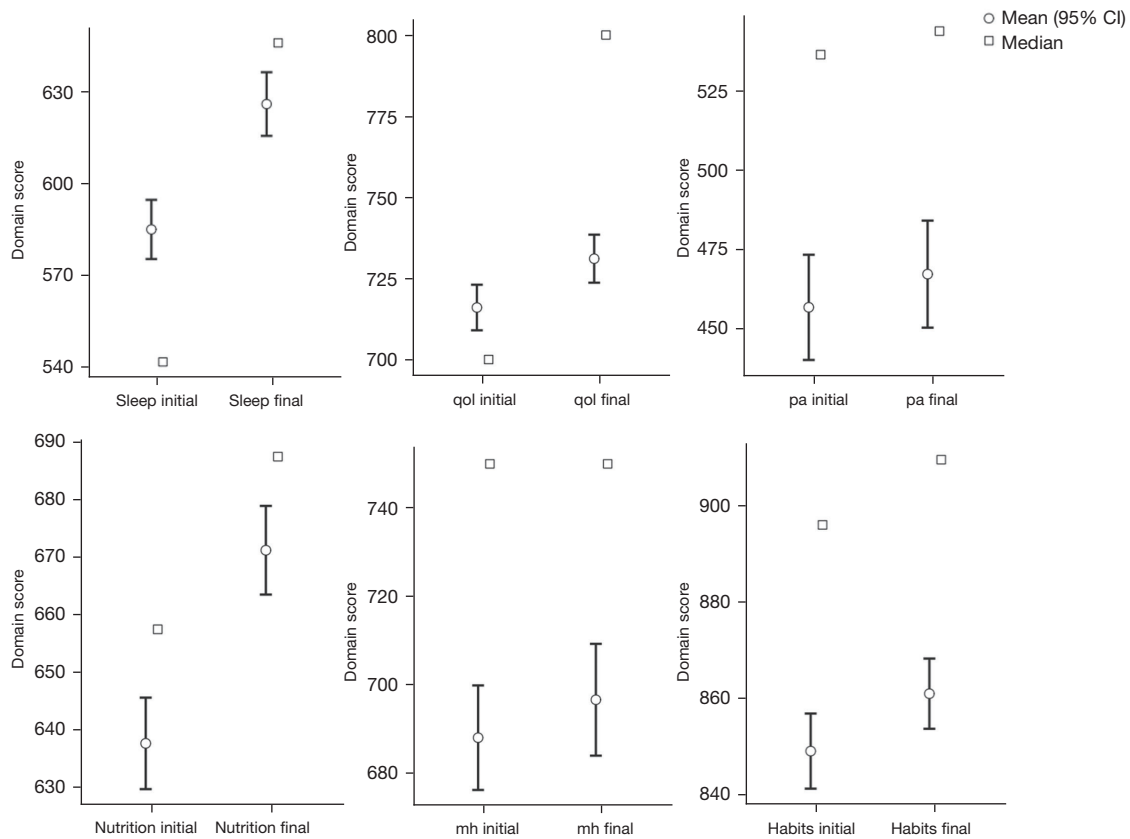 Mean (95% CI)
Median
Domain score
630
600
570
540
Sleep initial
Sleep final
Domain score
800
775
750
725
700
qol initial
qol final
Domain score
525
500
475
450
pa initial
pa final
Domain score
690
680
670
660
650
640
630
Nutrition initial
Nutrition final
Domain score
740
720
700
680
mh initial
mh final
Domain score
900
880
860
840
Habits initial
Habits final